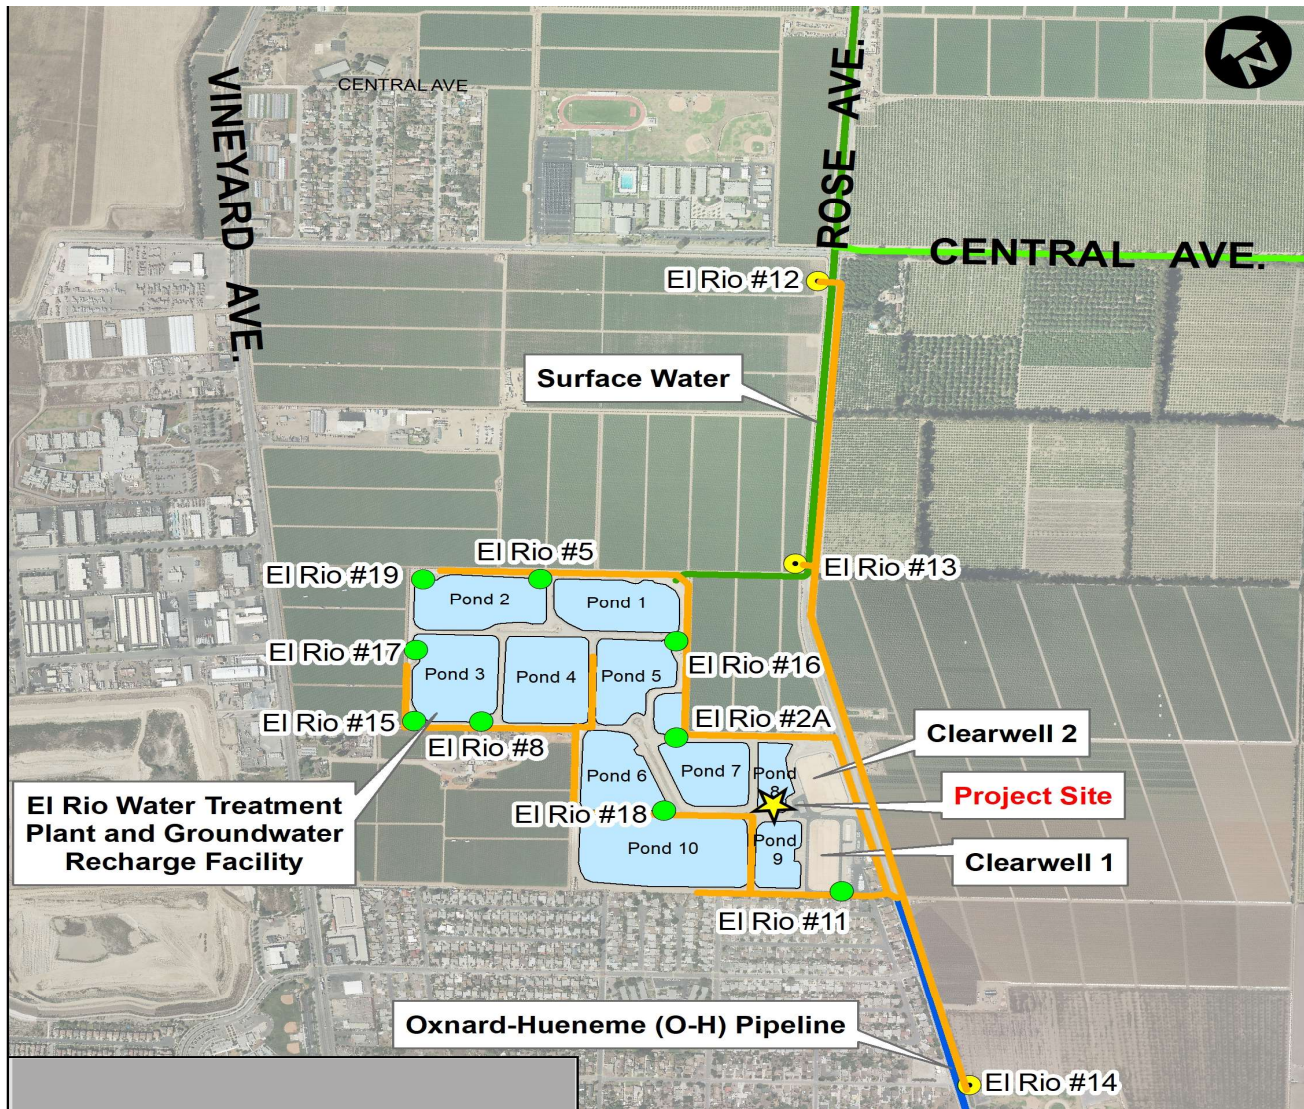 N
VINEYARD AVE.
CENTRAL AVE
ROSE AVE.
CENTRAL AVE.
El Rio #12
Surface Water
El Rio #5
El Rio #19
El Rio #13
Pond 2
Pond 1
El Rio #17
El Rio #16
Pond 3
Pond 4
Pond 5
El Rio #15
El Rio #8
El Rio #2A
Clearwell 2
Pond 6
Pond 7
Pond
8
Project Site
El Rio Water Treatment
Plant and Groundwater
Recharge Facility
El Rio #18
Pond 10
Pond
9
Clearwell 1
El Rio #11
Oxnard-Hueneme (O-H) Pipeline
El Rio #14